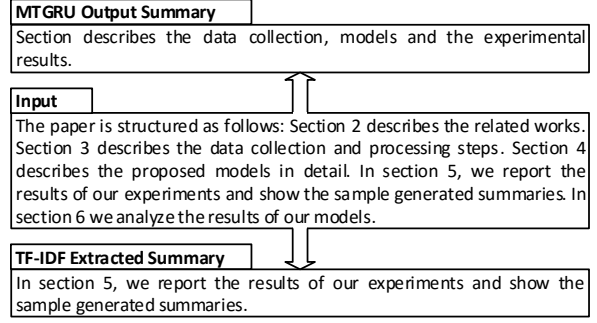 MTGRU Output Summary
Section describes the data collection, models and the experimental
results.
Input
The paper is structured as follows: Section 2 describes the related works.
Section 3 describes the data collection and processing steps. Section 4
describes the proposed models in detail. In section 5, we report the
results of our experiments and show the sample generated summaries. In
section 6 we analyze the results of our models.
TF-IDF Extracted Summary
In section 5, we report the results of our experiments and show the
sample generated summaries.